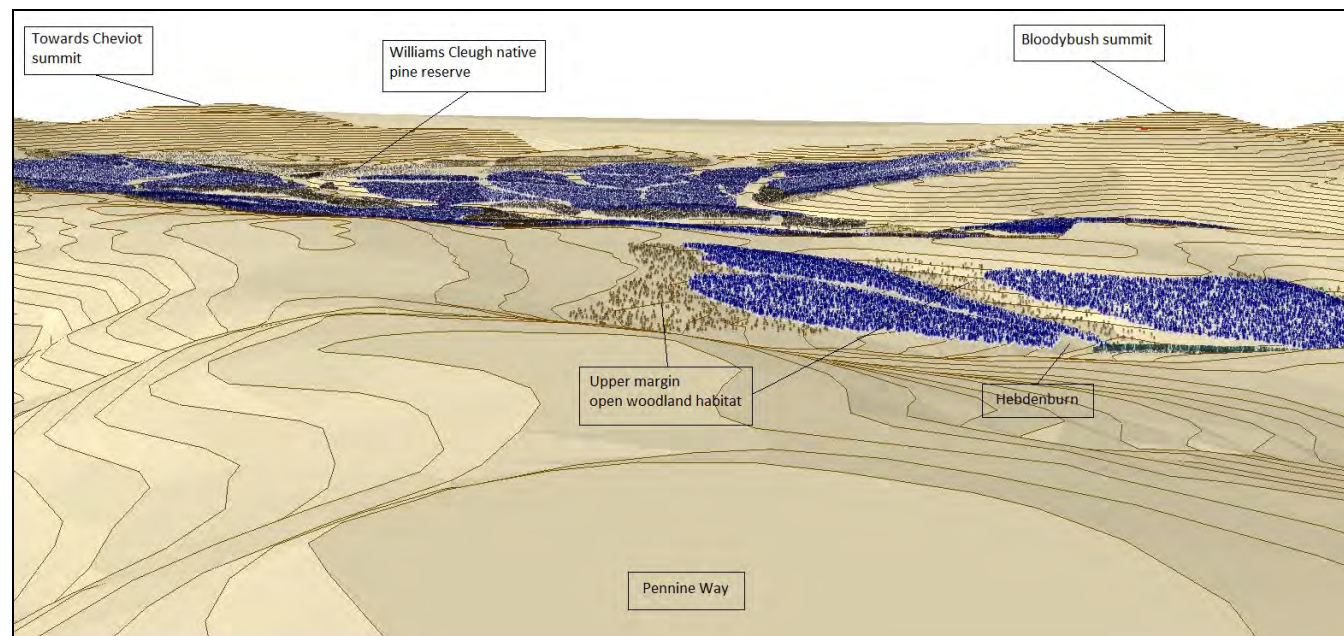 Towards Cheviot
summit
Williams Cleugh native
pine reserve
Bloodybush summit
Upper margin
open woodland habitat
Hebdenburn
Pennine Way